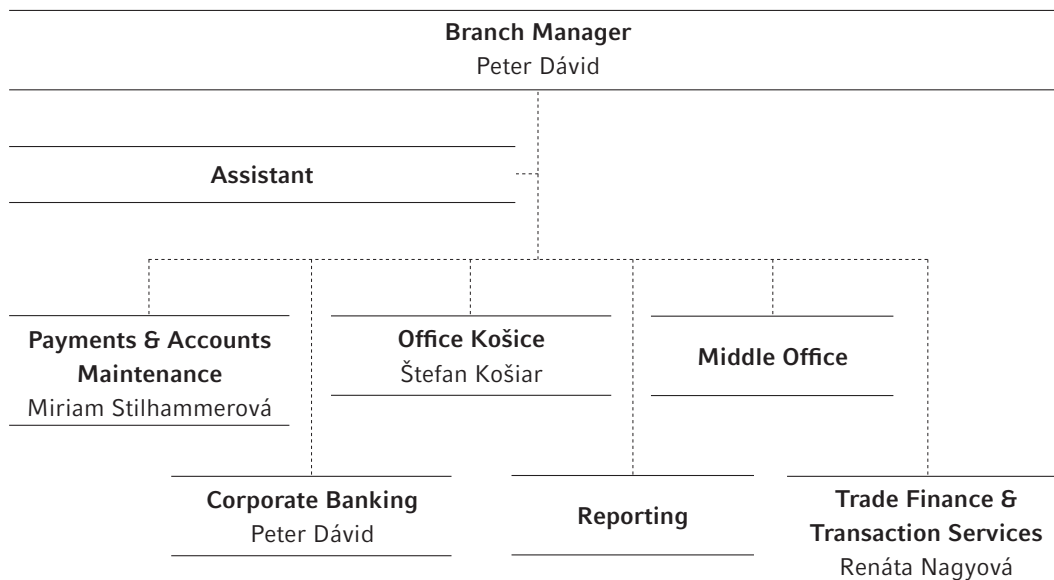 Branch Manager
Peter Dávid
Assistant
Payments & Accounts
Maintenance
Miriam Stilhammerová
Office Košice
Štefan Košiar
Middle Office
Corporate Banking
Peter Dávid
Reporting
Trade Finance &
Transaction Services
Renáta Nagyová